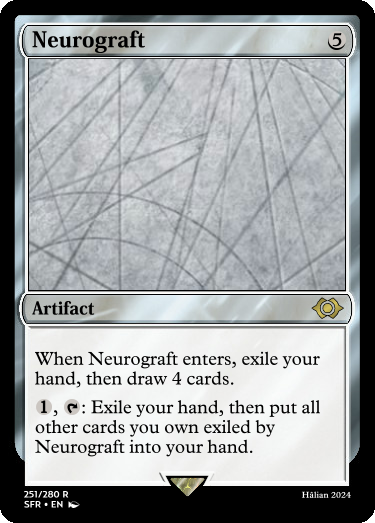 Neurograft 5
Artifact
When Neurograft enters, exile your
hand, then draw 4 cards.
1, : Exile your hand, then put all
other cards you own exiled by
Neurograft into your hand.
251/280 R
SFR • EN Hālian 2024